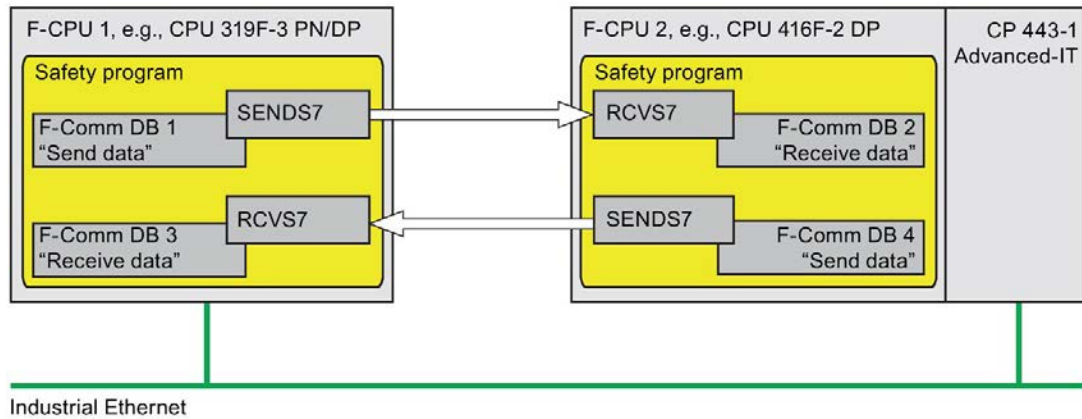 F-CPU 1, e.g., CPU 319F-3 PN/DP
Safety program
SENDS7
F-Comm DB 1
“Send data”
RCVS7
F-Comm DB 3
“Receive data”
F-CPU 2, e.g., CPU 416F-2 DP
Safety program
RCVS7
F-Comm DB 2
“Receive data”
SENDS7
F-Comm DB 4
“Send data”
CP 443-1
Advanced-IT
Industrial Ethernet